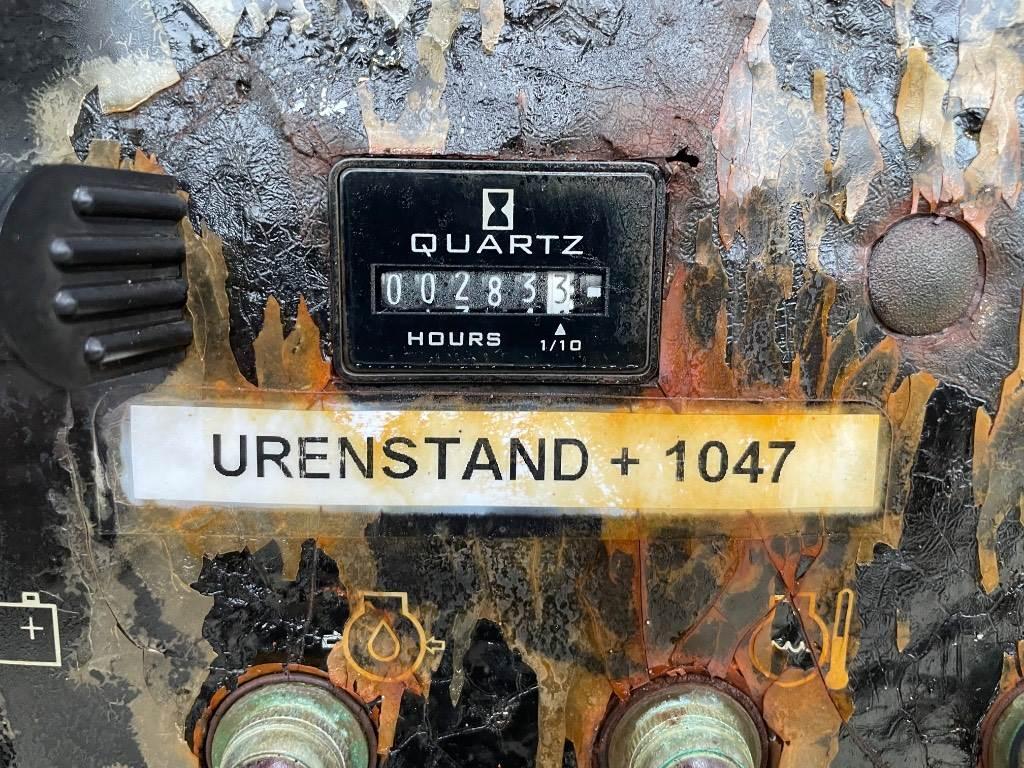 QUARTZ
002833
HOURS 1/10
URENSTAND + 1047